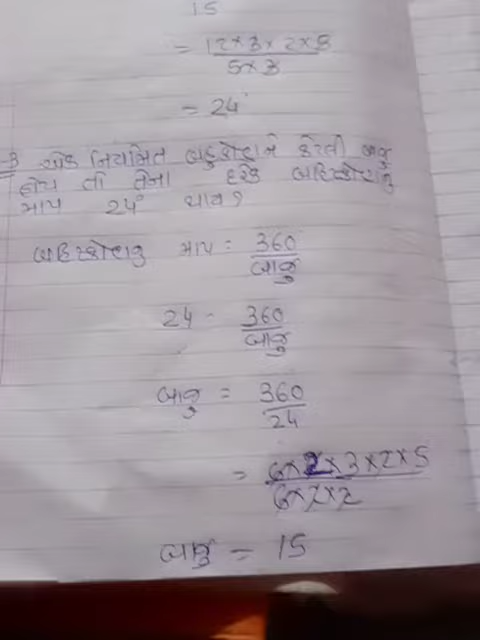 15
= 12×3×2×5
5×3
= 24°
3 એક નિયમિત બહુકોણને કેટલી બાજુ
હોય તો તેના દરેક બહિષ્કોણનું
માપ 24° થાય ?
બહિષ્કોણનું માપ = 360
બાજુ
24 = 360
બાજુ
બાજુ = 360
24
= 6×2×3×2×5
6×2×2
બાજુ = 15